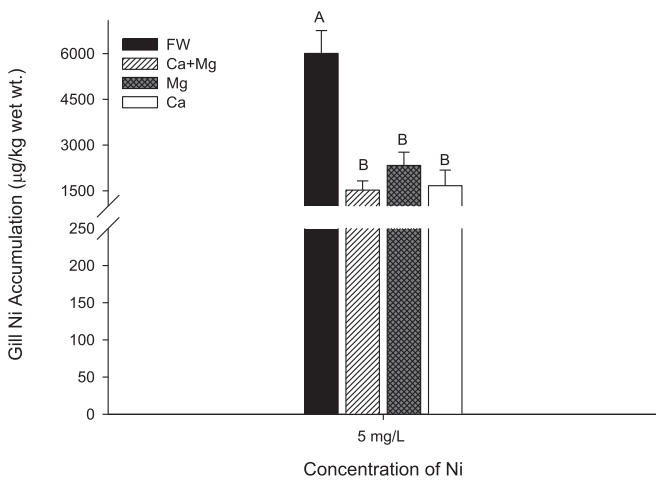 A
FW
Ca+Mg
Mg
Ca
B
B
B
6000
4500
3000
1500
250
200
150
100
50
0
Gill Ni Accumulation (μg/kg wet wt.)
5 mg/L
Concentration of Ni